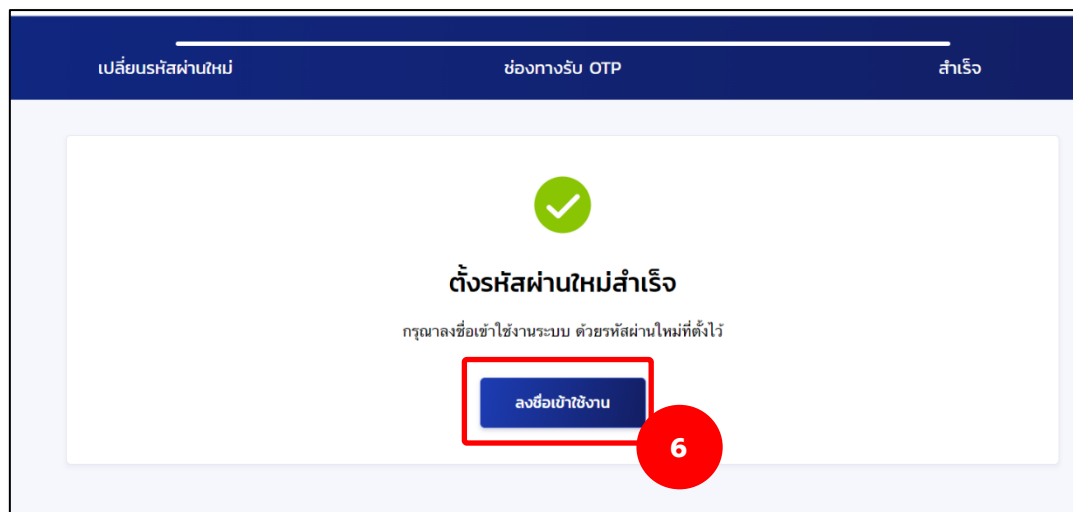 เปลี่ยนรหัสผ่านใหม่ ช่องทางรับ OTP สำเร็จ
ตั้งรหัสผ่านใหม่สำเร็จ
กรุณาลงชื่อเข้าใช้งานระบบ ด้วยรหัสผ่านใหม่ที่ตั้งไว้
ลงชื่อเข้าใช้งาน
6